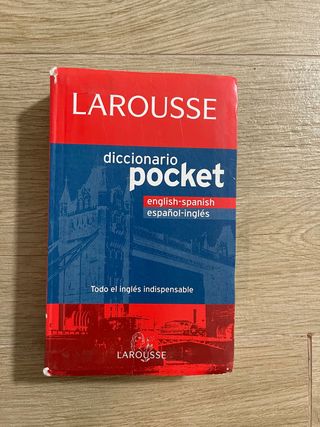 LAROUSSE
diccionario
pocket
english-spanish
español-inglés
Todo el inglés indispensable
LAROUSSE